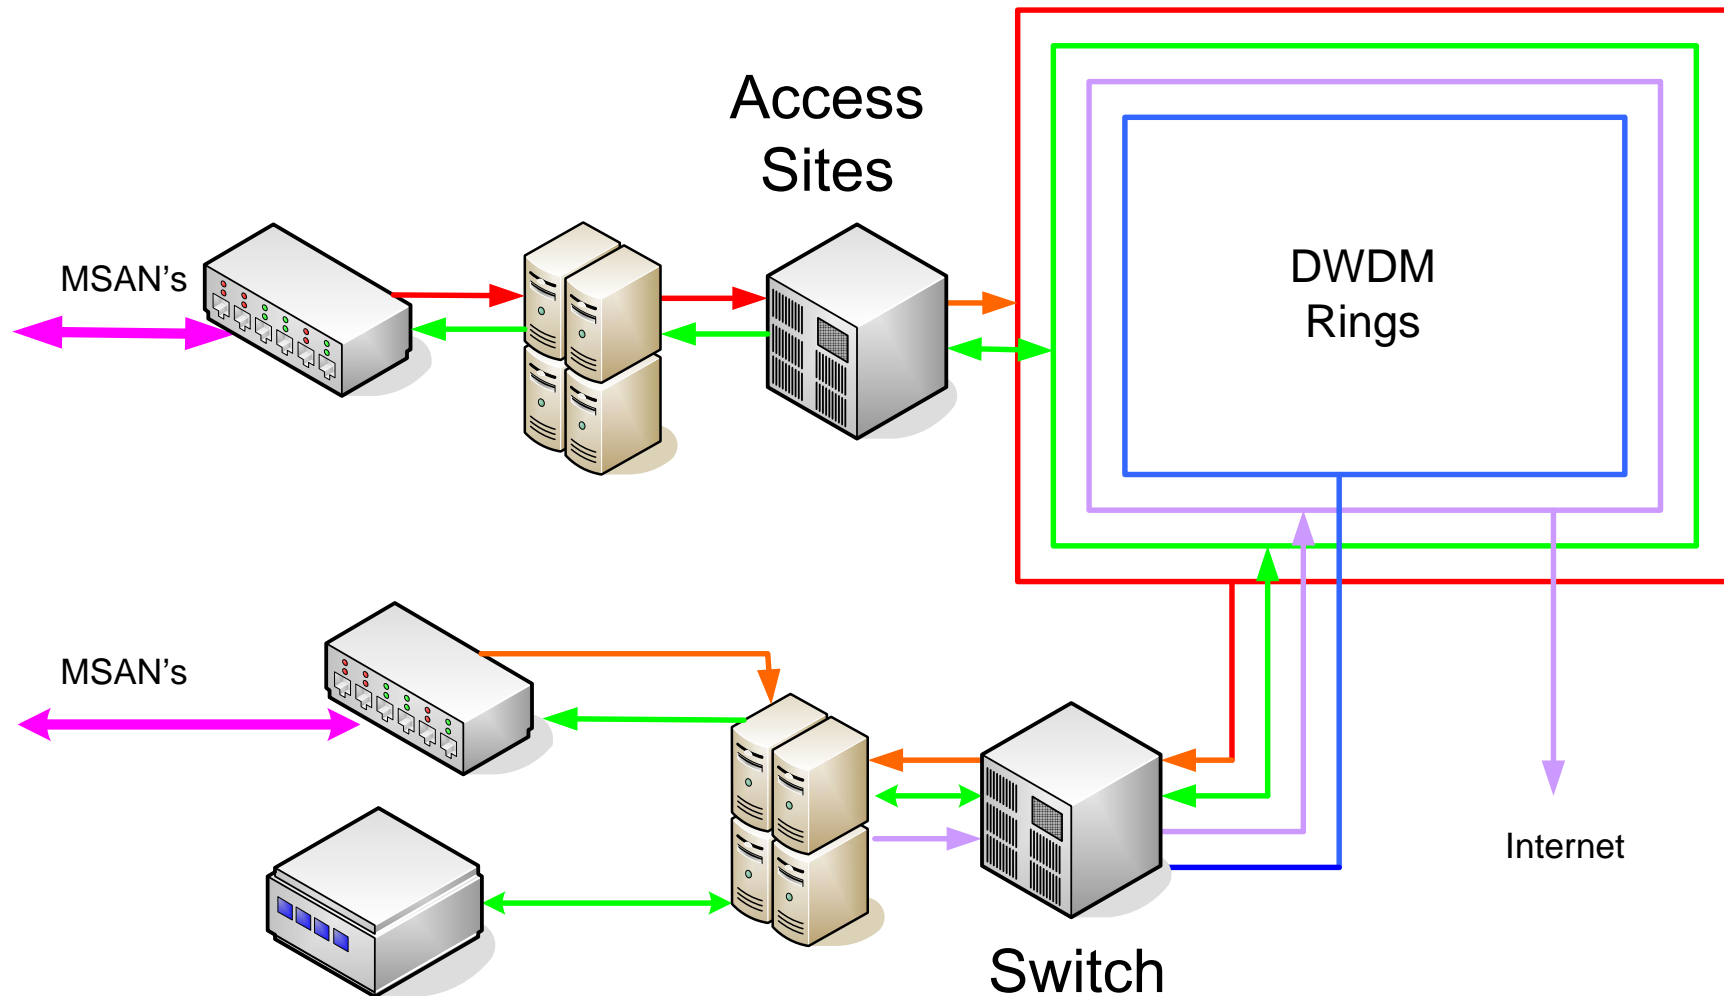 Access
Sites
MSAN's
DWDM
Rings
MSAN's
Internet
Switch